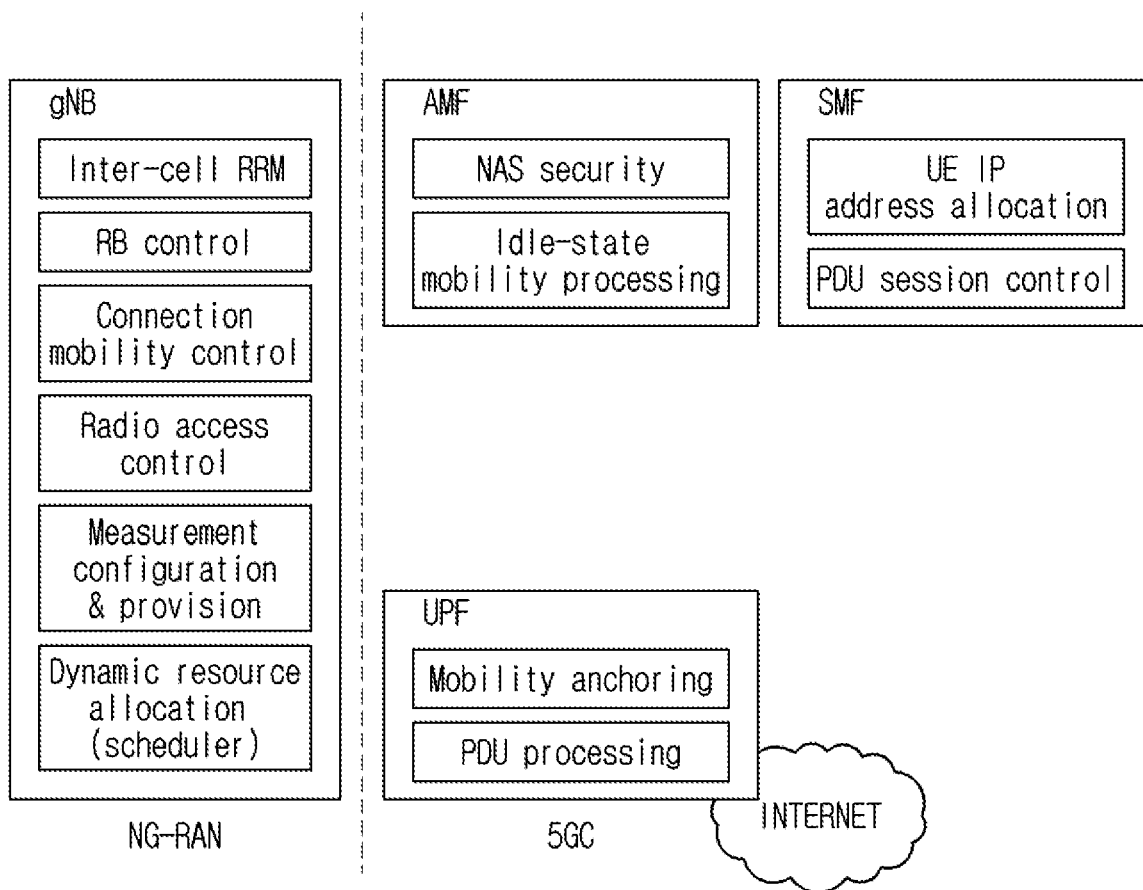 gNB
Inter-cell RRM
RB control
Connection
mobility control
Radio access
control
Measurement
configuration
& provision
Dynamic resource
allocation
(scheduler)
NG-RAN
AMF
NAS security
Idle-state
mobility processing
SMF
UE IP
address allocation
PDU session control
UPF
Mobility anchoring
PDU processing
5GC
INTERNET